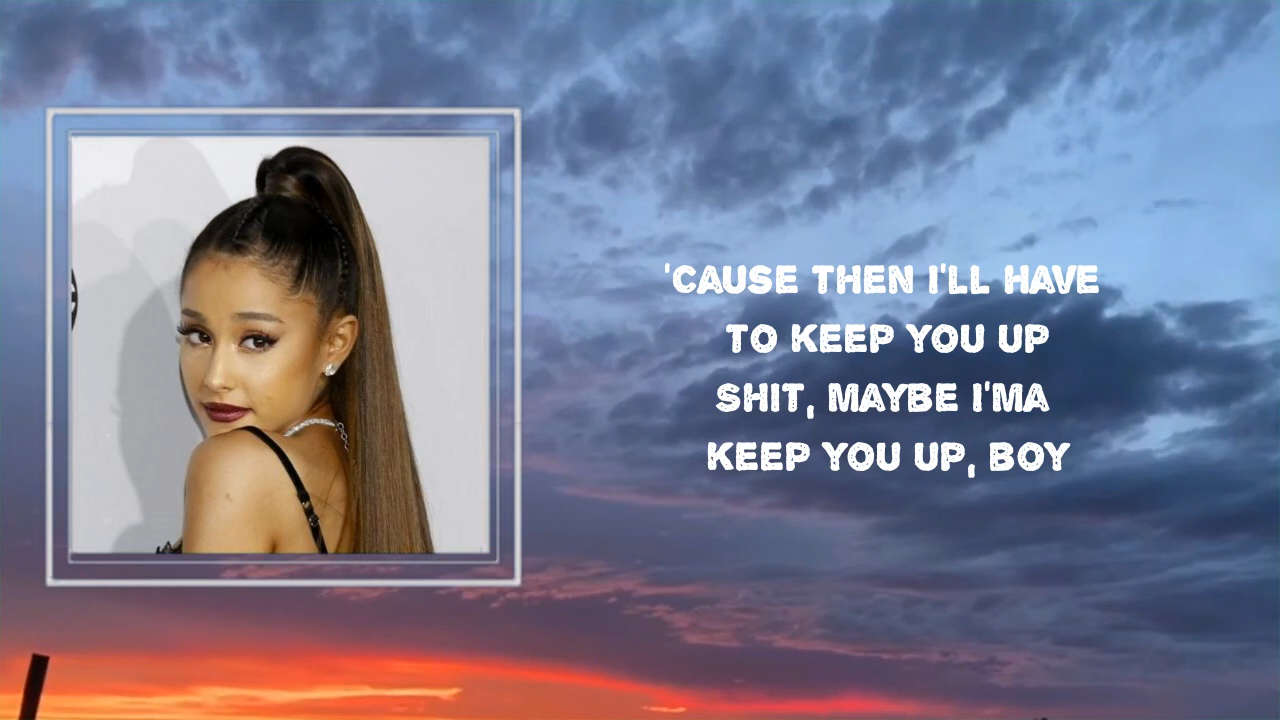 'CAUSE THEN I'LL HAVE
TO KEEP YOU UP
SHIT, MAYBE I'MA
KEEP YOU UP, BOY